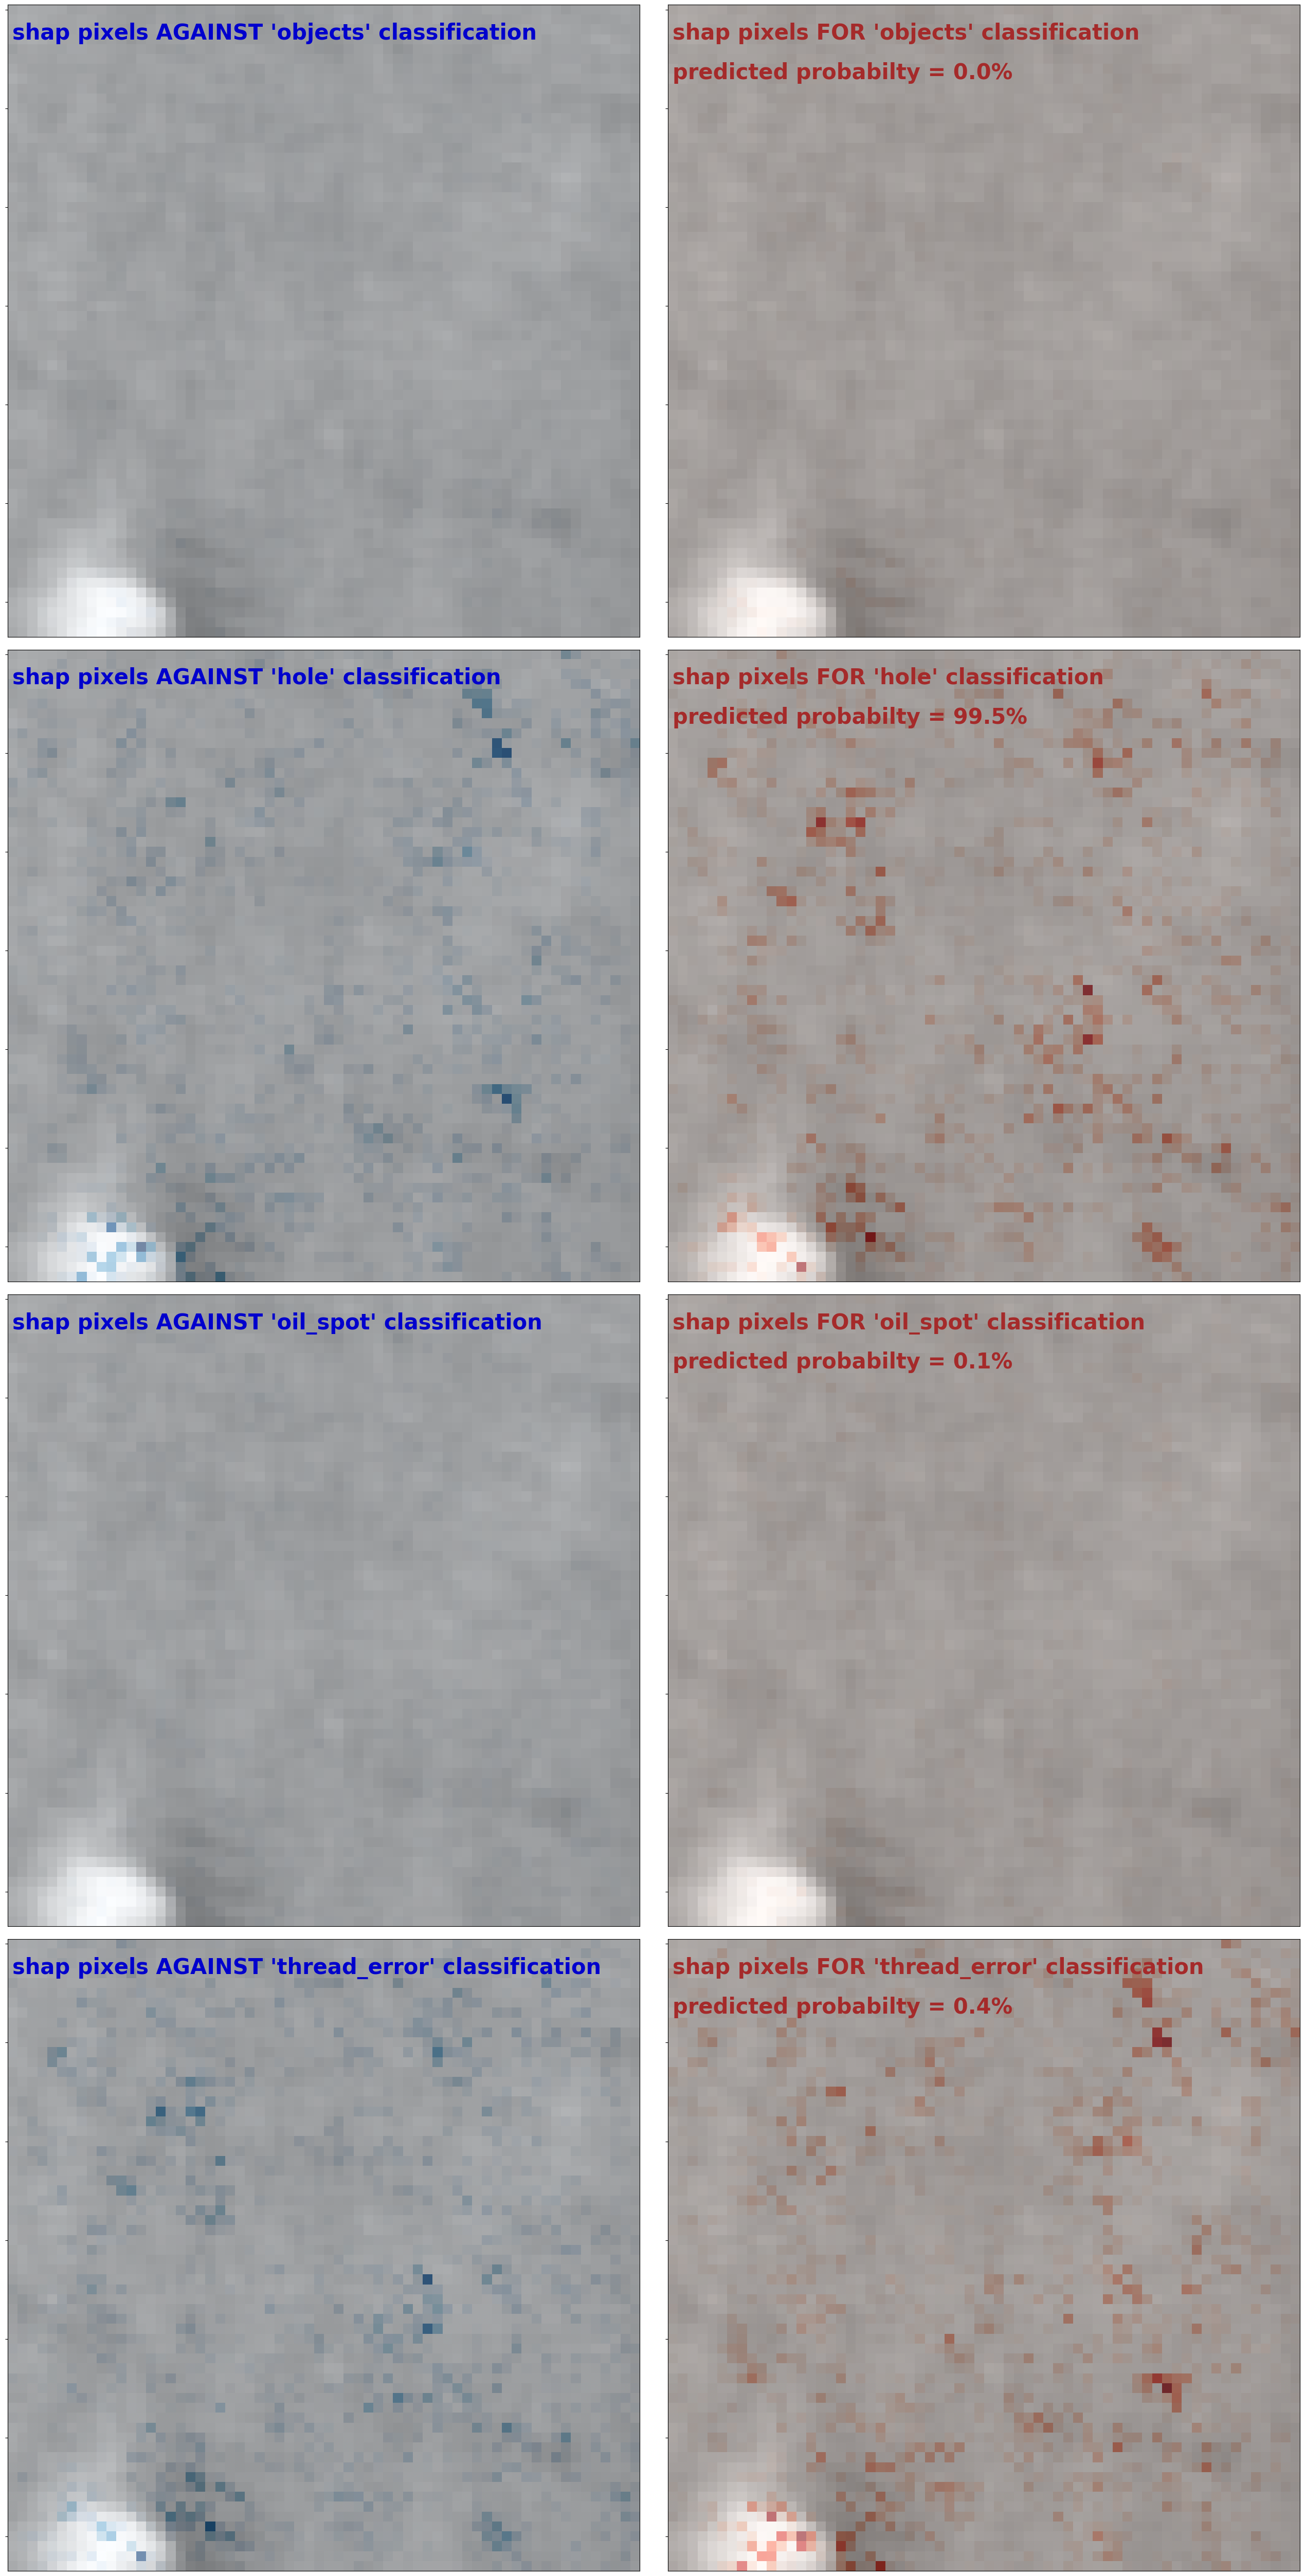 shap pixels AGAINST 'objects' classification
shap pixels FOR 'objects' classification
predicted probabilty = 0.0%
shap pixels AGAINST 'hole' classification
shap pixels FOR 'hole' classification
predicted probabilty = 99.5%
shap pixels AGAINST 'oil_spot' classification
shap pixels FOR 'oil_spot' classification
predicted probabilty = 0.1%
shap pixels AGAINST 'thread_error' classification
shap pixels FOR 'thread_error' classification
predicted probabilty = 0.4%